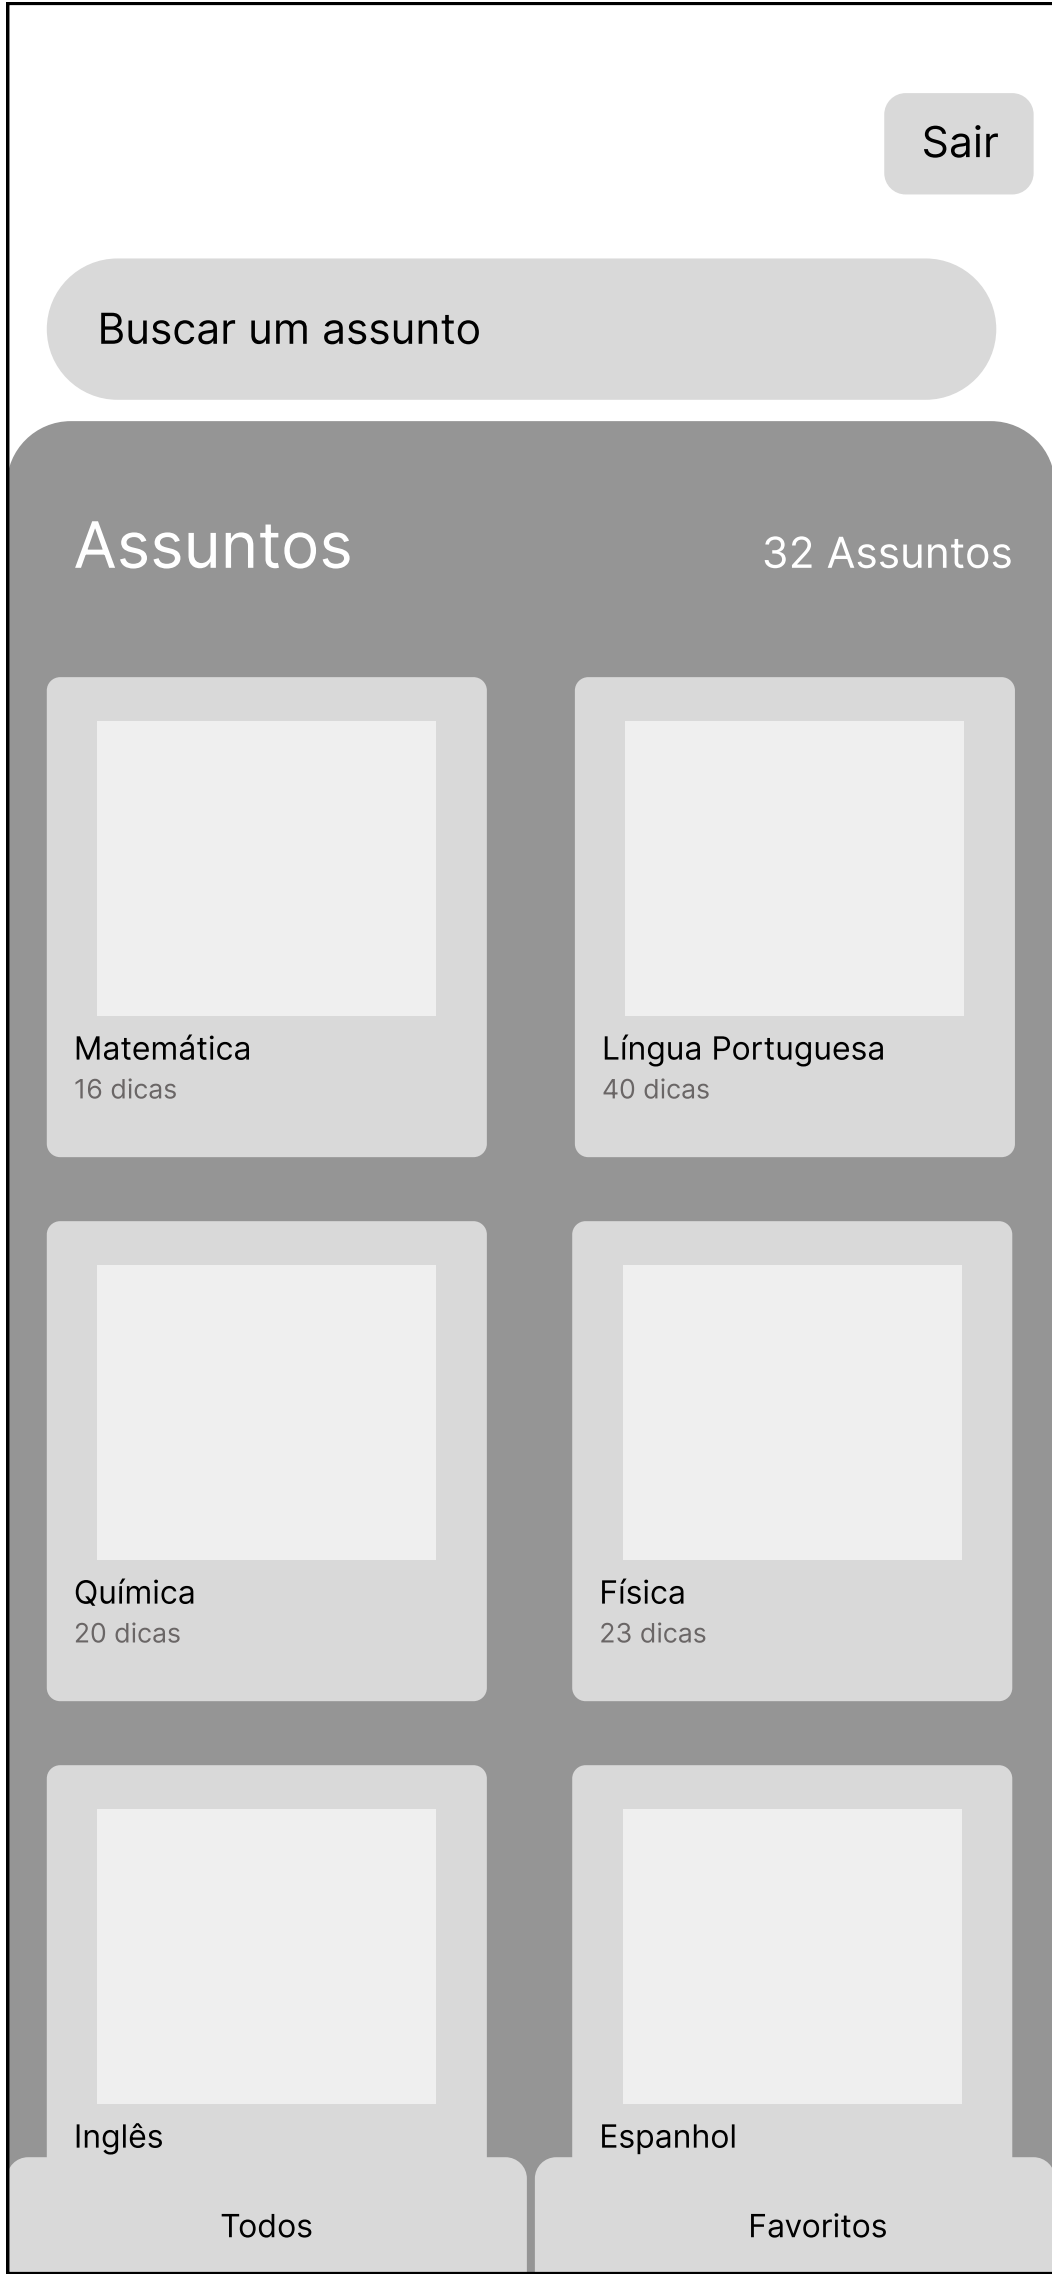 Sair
Buscar um assunto
Assuntos
32 Assuntos
Matemática
16 dicas
Língua Portuguesa
40 dicas
Química
20 dicas
Física
23 dicas
Inglês
Espanhol
Todos
Favoritos